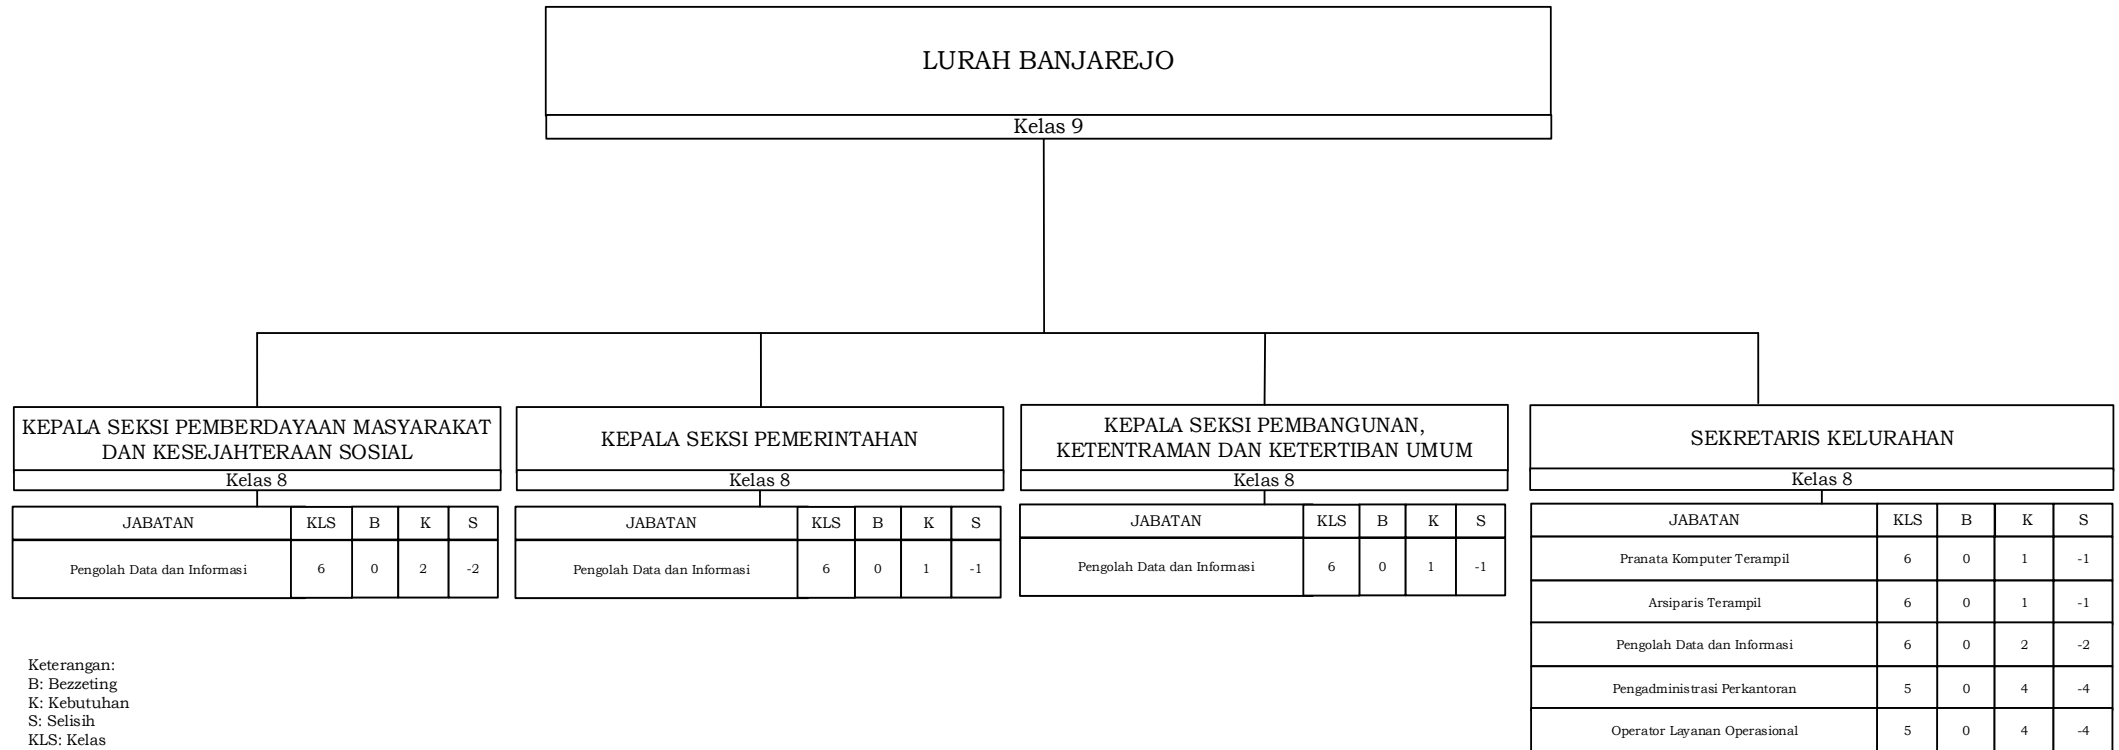 LURAH BANJAREJO
Kelas 9
KEPALA SEKSI PEMBERDAYAAN MASYARAKAT
DAN KESEJAHTERAAN SOSIAL
Kelas 8
JABATAN KLS B K S
Pengolah Data dan Informasi 6 0 2 -2
KEPALA SEKSI PEMERINTAHAN
Kelas 8
JABATAN KLS B K S
Pengolah Data dan Informasi 6 0 1 -1
KEPALA SEKSI PEMBANGUNAN,
KETENTRAMAN DAN KETERTIBAN UMUM
Kelas 8
JABATAN KLS B K S
Pengolah Data dan Informasi 6 0 1 -1
SEKRETARIS KELURAHAN
Kelas 8
JABATAN KLS B K S
Pranata Komputer Terampil 6 0 1 -1
Arsiparis Terampil 6 0 1 -1
Pengolah Data dan Informasi 6 0 2 -2
Pengadministrasi Perkantoran 5 0 4 -4
Operator Layanan Operasional 5 0 4 -4
Keterangan:
B: Bezzeting
K: Kebutuhan
S: Selisih
KLS: Kelas